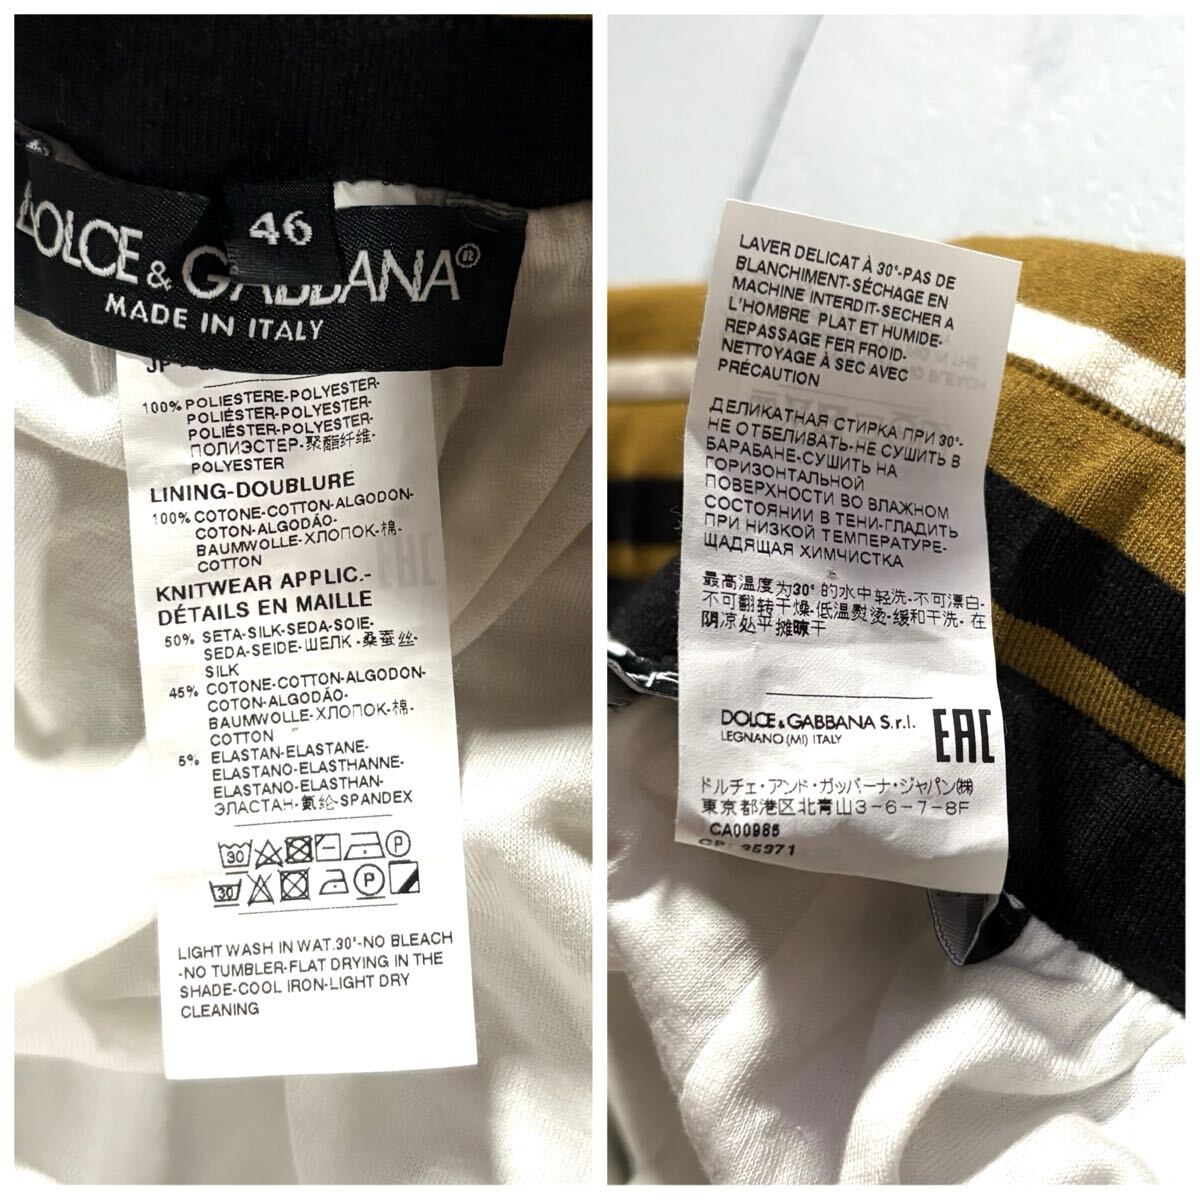 46
DOLCE & GABBANA®
MADE IN ITALY
JP
100% POLIESTERE-POLYESTER-
POLIÉSTER-POLYESTER-
POLIÉSTER-POLYESTER-
ПОЛИЭСТЕР-聚酯纤维-
POLYESTER
LINING-DOUBLURE
100% COTONE-COTTON-ALGODON-
COTON-ALGODÃO-
BAUMWOLLE-ХЛОПОК-棉-
COTTON
KNITWEAR APPLIC.-
DÉTAILS EN MAILLE
50% SETA-SILK-SEDA-SOIE-
SEDA-SEIDE-ШЕЛК-桑蚕丝-
SILK
45% COTONE-COTTON-ALGODON-
COTON-ALGODÃO-
BAUMWOLLE-ХЛОПОК-棉-
COTTON
5% ELASTAN-ELASTANE-
ELASTANO-ELASTHANNE-
ELASTANO-ELASTHAN-
ЭЛАСТАН-氨纶-SPANDEX
30 P
30 P
LIGHT WASH IN WAT.30°-NO BLEACH
-NO TUMBLER-FLAT DRYING IN THE
SHADE-COOL IRON-LIGHT DRY
CLEANING
LAVER DELICAT À 30°-PAS DE
BLANCHIMENT-SÉCHAGE EN
MACHINE INTERDIT-SECHER A
L'HOMBRE PLAT ET HUMIDE-
REPASSAGE FER FROID-
NETTOYAGE À SEC AVEC
PRÉCAUTION
ДЕЛИКАТНАЯ СТИРКА ПРИ 30°-
НЕ ОТБЕЛИВАТЬ-НЕ СУШИТЬ В
БАРАБАНЕ-СУШИТЬ НА
ГОРИЗОНТАЛЬНОЙ
ПОВЕРХНОСТИ ВО ВЛАЖНОМ
СОСТОЯНИИ В ТЕНИ-ГЛАДИТЬ
ПРИ НИЗКОЙ ТЕМПЕРАТУРЕ-
ЩАДЯЩАЯ ХИМЧИСТКА
最高温度为30°的水中轻洗-不可漂白-
不可翻转干燥-低温熨烫-缓和干洗-在
阴凉处平摊晾干
DOLCE & GABBANA S.r.l.
LEGNANO (MI) ITALY
EAC
ドルチェ・アンド・ガッバーナ・ジャパン㈱
東京都港区北青山3-6-7-8F
CA00985
CP: 35371